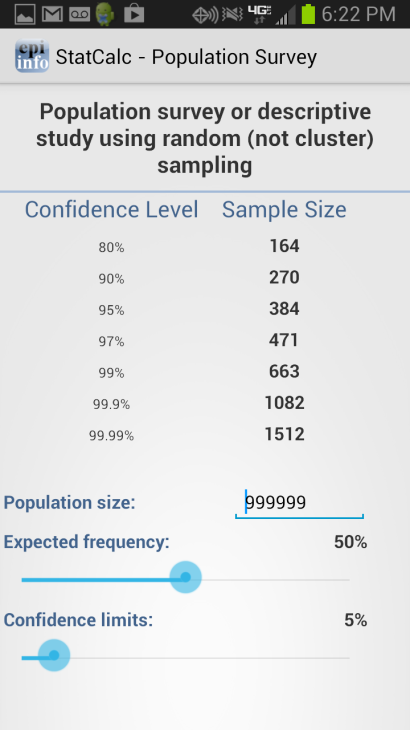 4G 6:22 PM
epi
info StatCalc - Population Survey
Population survey or descriptive
study using random (not cluster)
sampling
Confidence Level Sample Size
80% 164
90% 270
95% 384
97% 471
99% 663
99.9% 1082
99.99% 1512
Population size: 999999
Expected frequency: 50%
Confidence limits: 5%